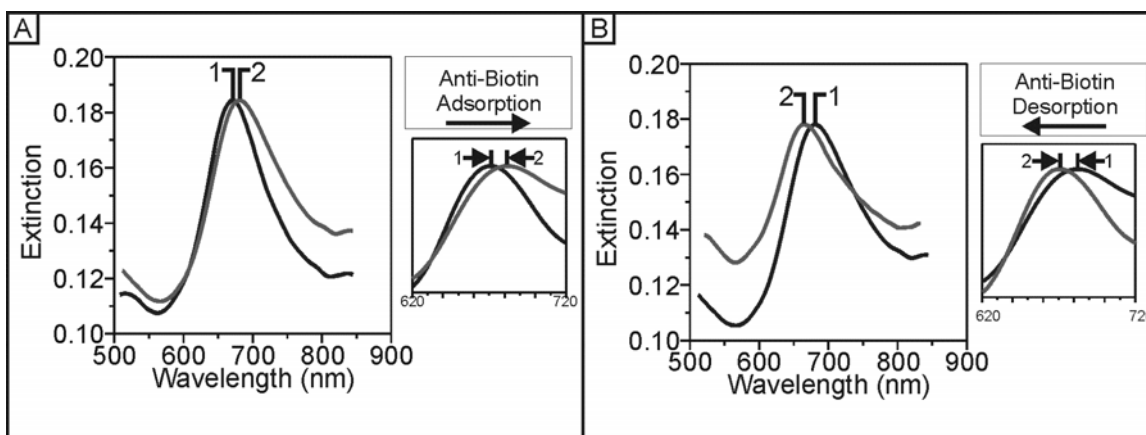 A
0.20
0.18
0.16
0.14
0.12
0.10
Extinction
1 2
500 600 700 800 900
Wavelength (nm)
Anti-Biotin
Adsorption
1 2
620 720
B
0.20
0.18
0.16
0.14
0.12
0.10
Extinction
2 1
500 600 700 800 900
Wavelength (nm)
Anti-Biotin
Desorption
2 1
620 72